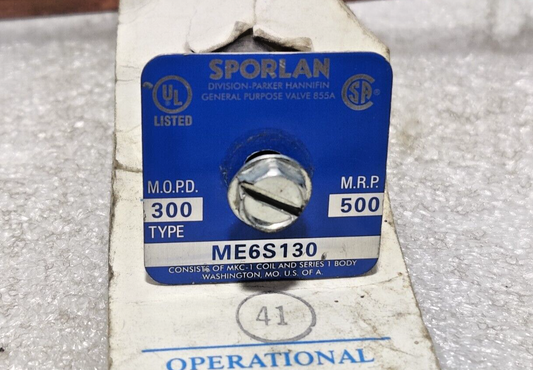 SPORLAN
DIVISION-PARKER HANNIFIN
GENERAL PURPOSE VALVE 855A
UL
LISTED
SA ®
M.O.P.D.
300
M.R.P.
500
TYPE
ME6S130
CONSISTS OF MKC-1 COIL AND SERIES 1 BODY
WASHINGTON, MO. U.S. OF A.
41
OPERATIONAL